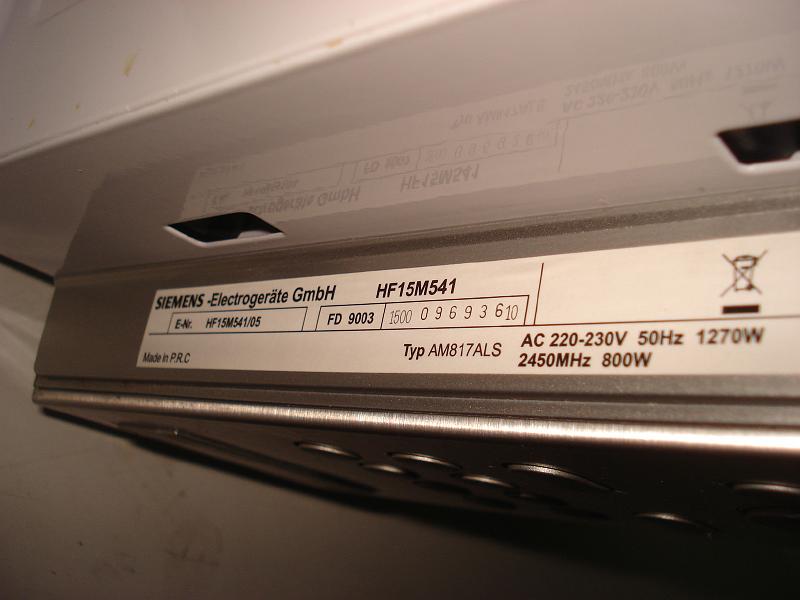 SIEMENS -Electrogeräte GmbH HF15M541
E-Nr. HF15M541/05 FD 9003 1500 0 9 6 9 3 6 10
Made in P.R.C Typ AM817ALS AC 220-230V 50Hz 1270W
2450MHz 800W